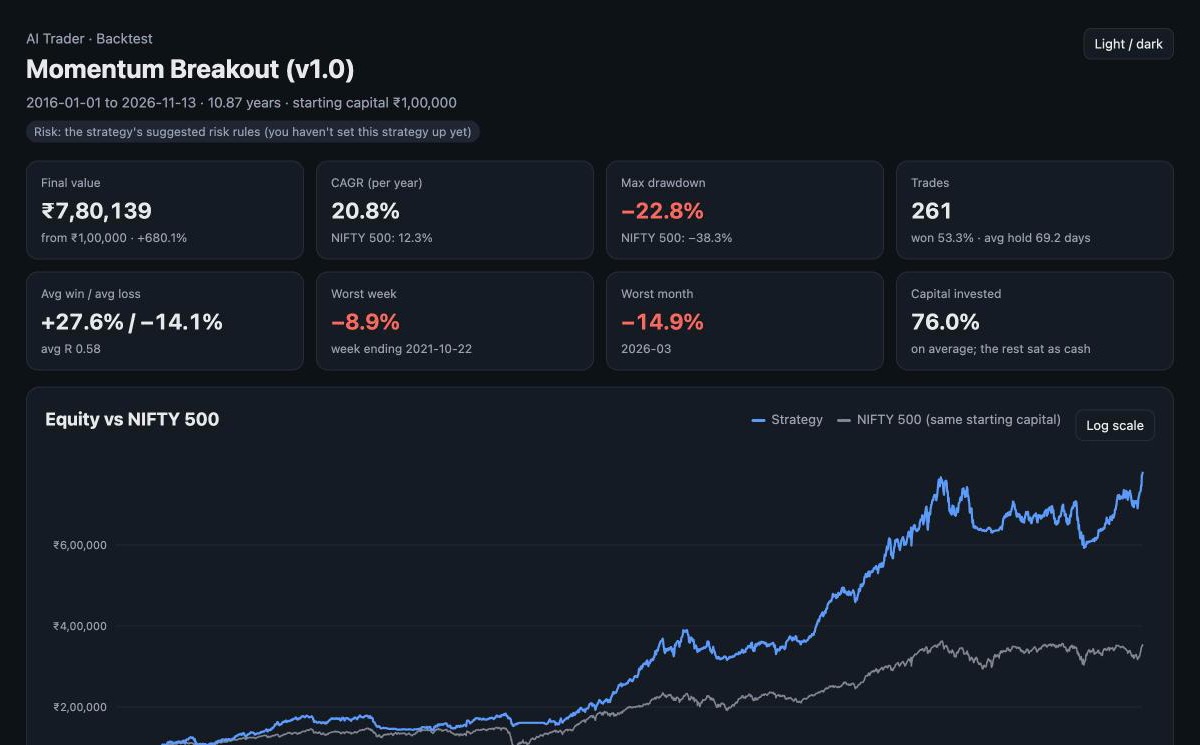 AI Trader · Backtest
Light / dark
Momentum Breakout (v1.0)
2016-01-01 to 2026-11-13 · 10.87 years · starting capital ₹1,00,000
Risk: the strategy's suggested risk rules (you haven't set this strategy up yet)
Final value
₹7,80,139
from ₹1,00,000 · +680.1%
CAGR (per year)
20.8%
NIFTY 500: 12.3%
Max drawdown
−22.8%
NIFTY 500: −38.3%
Trades
261
won 53.3% · avg hold 69.2 days
Avg win / avg loss
+27.6% / −14.1%
avg R 0.58
Worst week
−8.9%
week ending 2021-10-22
Worst month
−14.9%
2026-03
Capital invested
76.0%
on average; the rest sat as cash
Equity vs NIFTY 500
Strategy
NIFTY 500 (same starting capital)
Log scale
₹6,00,000
₹4,00,000
₹2,00,000